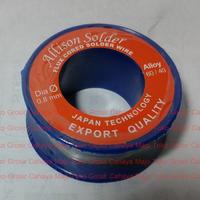 Allison Solder
FLUX CORED SOLDER WIRE
Dia Ø
0.8 mm
Alloy
60 / 40
JAPAN TECHNOLOGY
EXPORT QUALITY